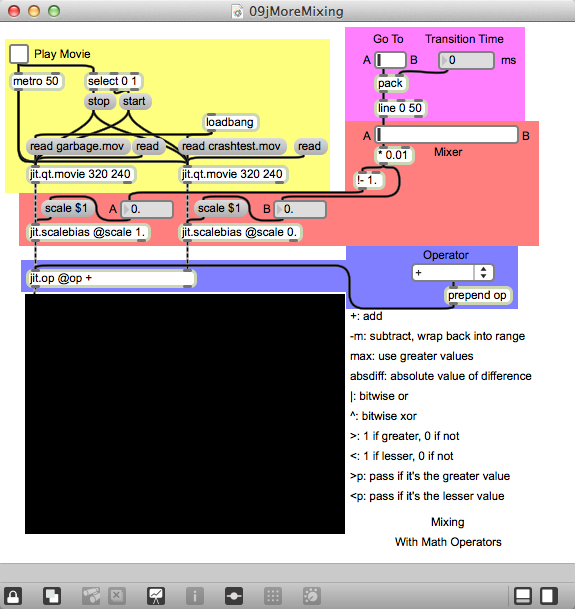 09jMoreMixing
Play Movie
metro 50
select 0 1
stop
start
loadbang
read garbage.mov
read
read crashtest.mov
read
jit.qt.movie 320 240
jit.qt.movie 320 240
Go To
Transition Time
A
B
0
ms
pack
line 0 50
A
B
* 0.01
Mixer
!- 1.
scale $1
A
0.
scale $1
B
0.
jit.scalebias @scale 1.
jit.scalebias @scale 0.
Operator
+
jit.op @op +
prepend op
+: add
-m: subtract, wrap back into range
max: use greater values
absdiff: absolute value of difference
|: bitwise or
^: bitwise xor
>: 1 if greater, 0 if not
<: 1 if lesser, 0 if not
>p: pass if it's the greater value
<p: pass if it's the lesser value
Mixing
With Math Operators